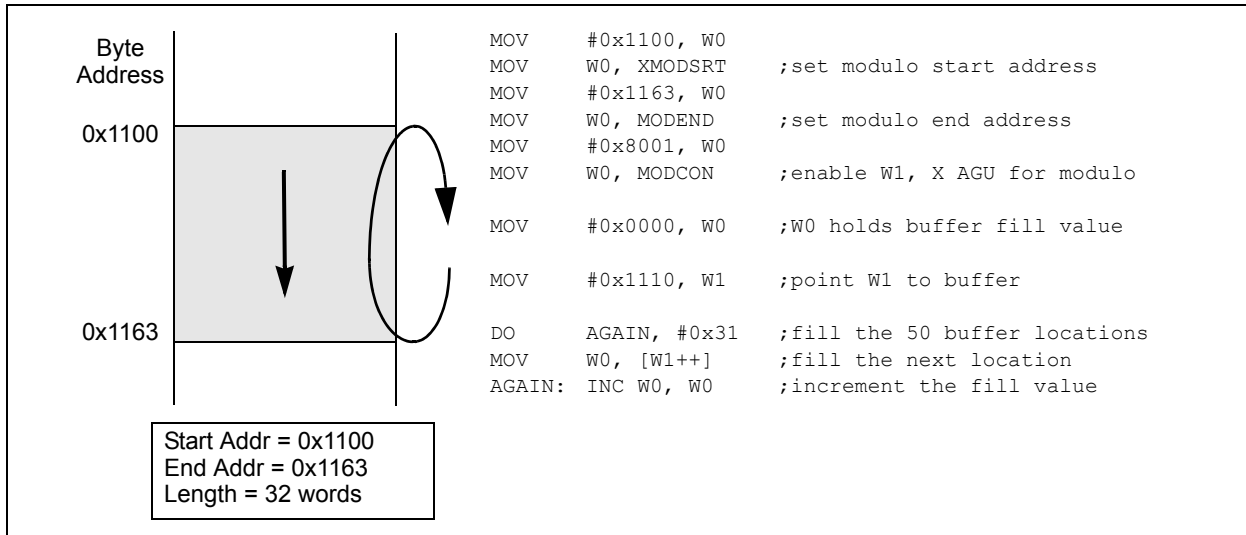 Byte
Address
0x1100
0x1163
Start Addr = 0x1100
End Addr = 0x1163
Length = 32 words
MOV #0x1100, W0
MOV W0, XMODSRT ;set modulo start address
MOV #0x1163, W0
MOV W0, MODEND ;set modulo end address
MOV #0x8001, W0
MOV W0, MODCON ;enable W1, X AGU for modulo
MOV #0x0000, W0 ;W0 holds buffer fill value
MOV #0x1110, W1 ;point W1 to buffer
DO AGAIN, #0x31 ;fill the 50 buffer locations
MOV W0, [W1++] ;fill the next location
AGAIN: INC W0, W0 ;increment the fill value